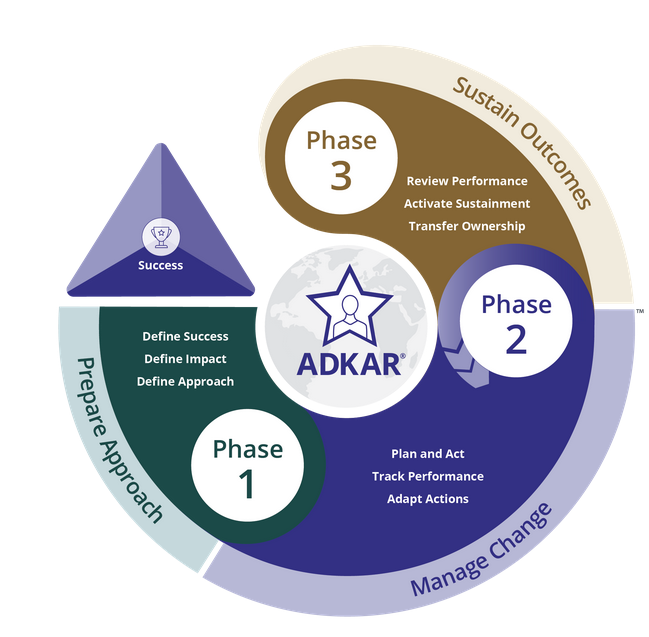 Sustain Outcomes
Phase
3
Review Performance
Activate Sustainment
Transfer Ownership
Success
Phase
2
™
ADKAR®
Define Success
Define Impact
Define Approach
Prepare Approach
Phase
1
Plan and Act
Track Performance
Adapt Actions
Manage Change